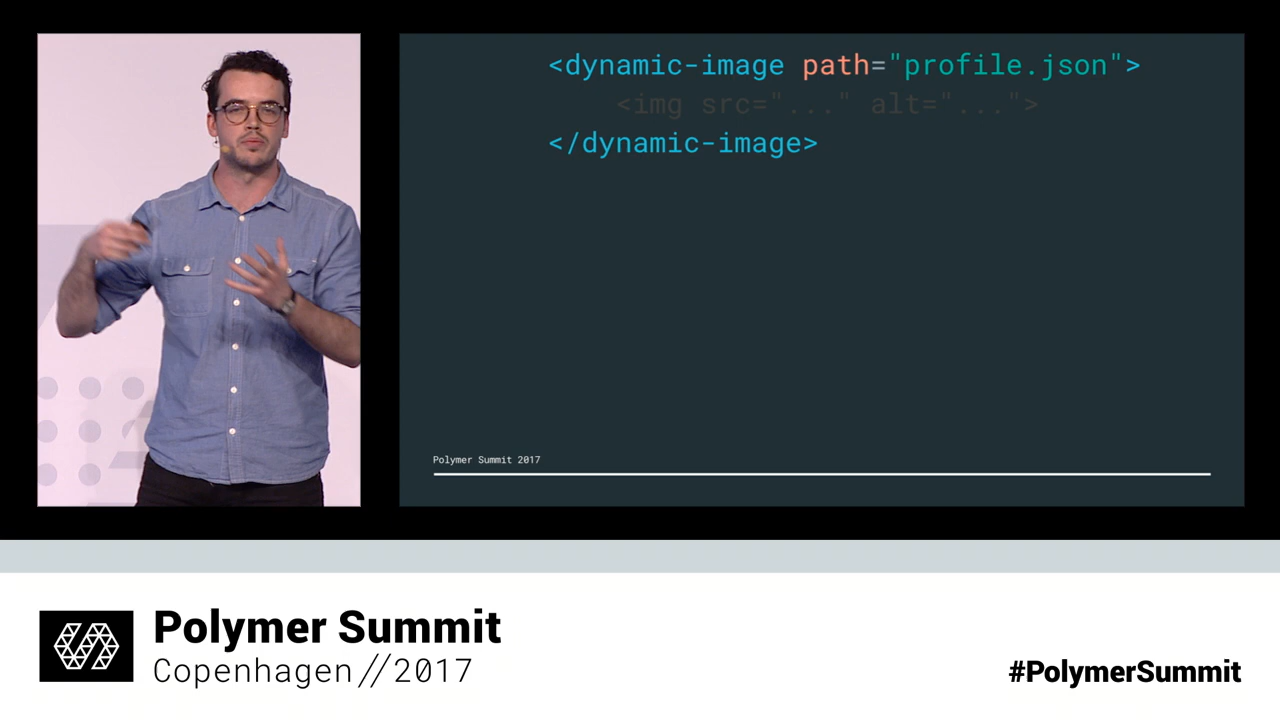 <dynamic-image path="profile.json">
<img src="..." alt="...">
</dynamic-image>
Polymer Summit 2017
Polymer Summit
Copenhagen//2017
#PolymerSummit